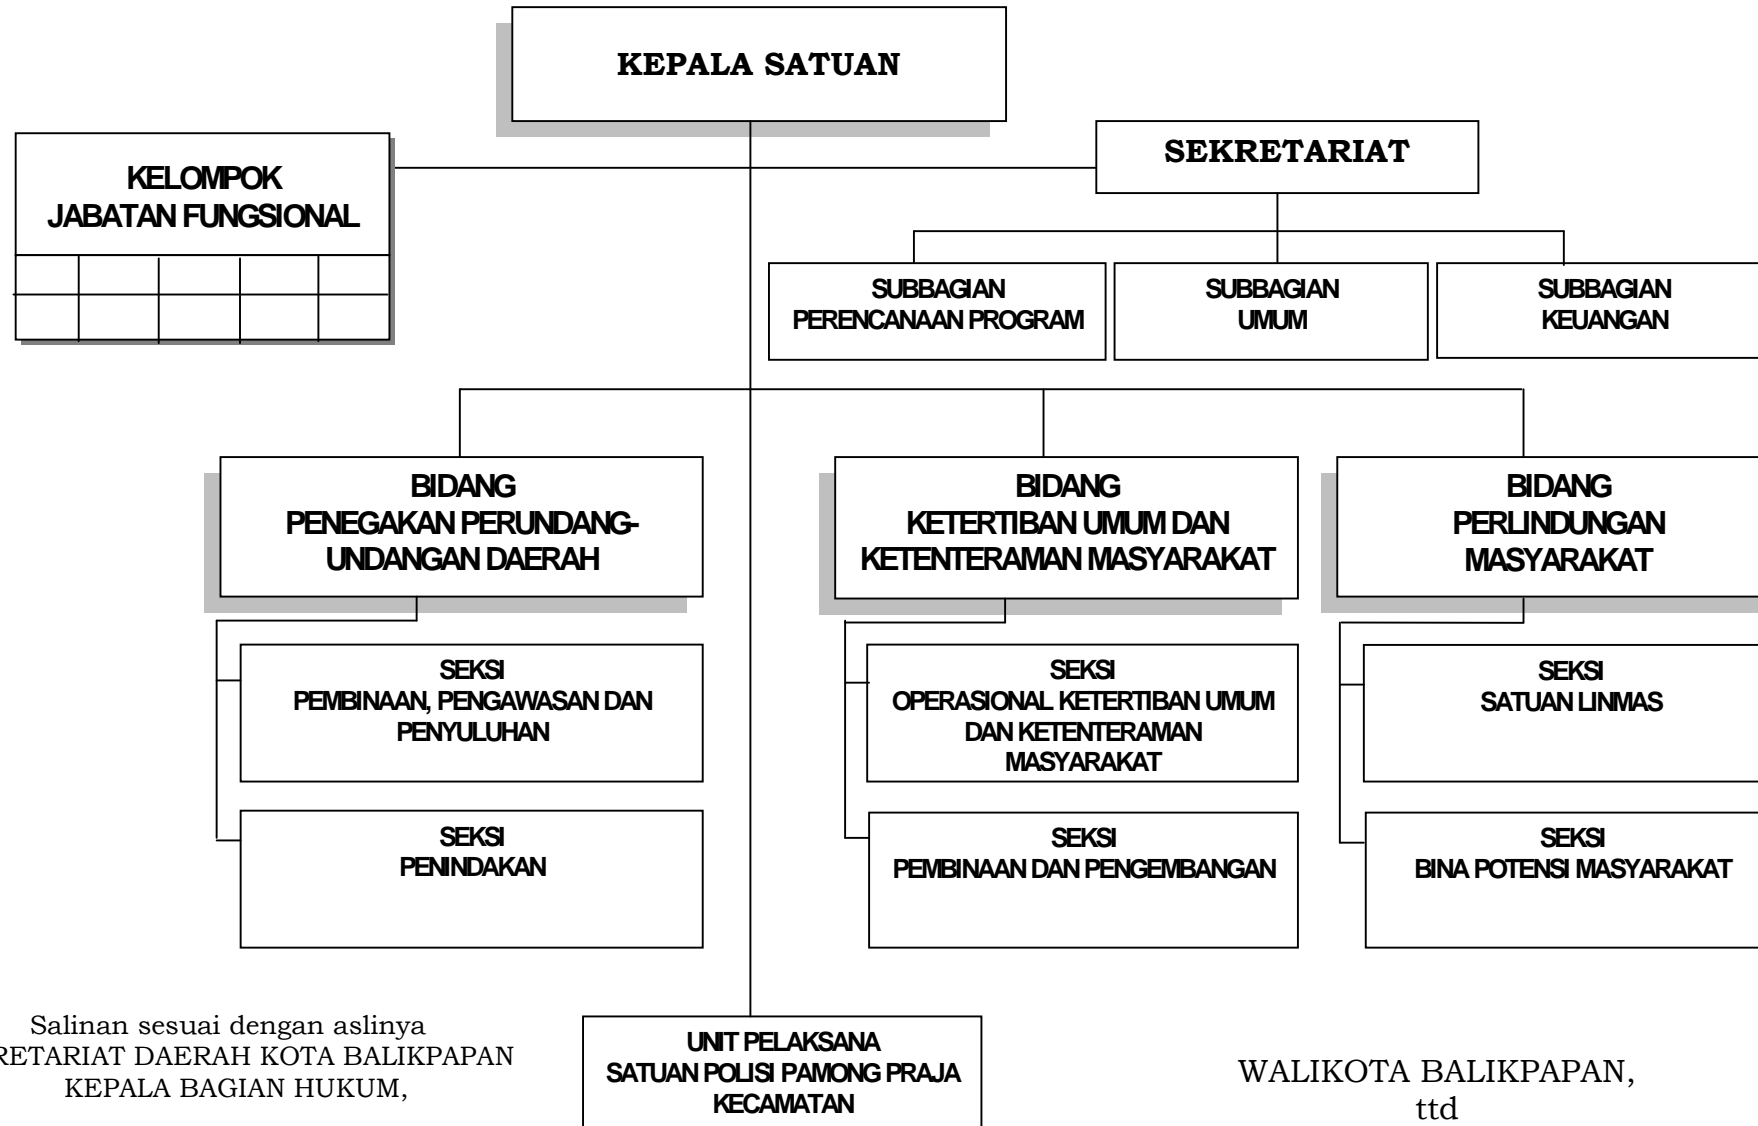 KEPALA SATUAN
SEKRETARIAT
KELOMPOK
JABATAN FUNGSIONAL
SUBBAGIAN
PERENCANAAN PROGRAM
SUBBAGIAN
UMUM
SUBBAGIAN
KEUANGAN
BIDANG
PENEGAKAN PERUNDANG-
UNDANGAN DAERAH
BIDANG
KETERTIBAN UMUM DAN
KETENTERAMAN MASYARAKAT
BIDANG
PERLINDUNGAN
MASYARAKAT
SEKSI
PEMBINAAN, PENGAWASAN DAN
PENYULUHAN
SEKSI
OPERASIONAL KETERTIBAN UMUM
DAN KETENTERAMAN
MASYARAKAT
SEKSI
SATUAN LINMAS
SEKSI
PENINDAKAN
SEKSI
PEMBINAAN DAN PENGEMBANGAN
SEKSI
BINA POTENSI MASYARAKAT
Salinan sesuai dengan aslinya
RETARIAT DAERAH KOTA BALIKPAPAN
KEPALA BAGIAN HUKUM,
UNIT PELAKSANA
SATUAN POLISI PAMONG PRAJA
KECAMATAN
WALIKOTA BALIKPAPAN,
ttd